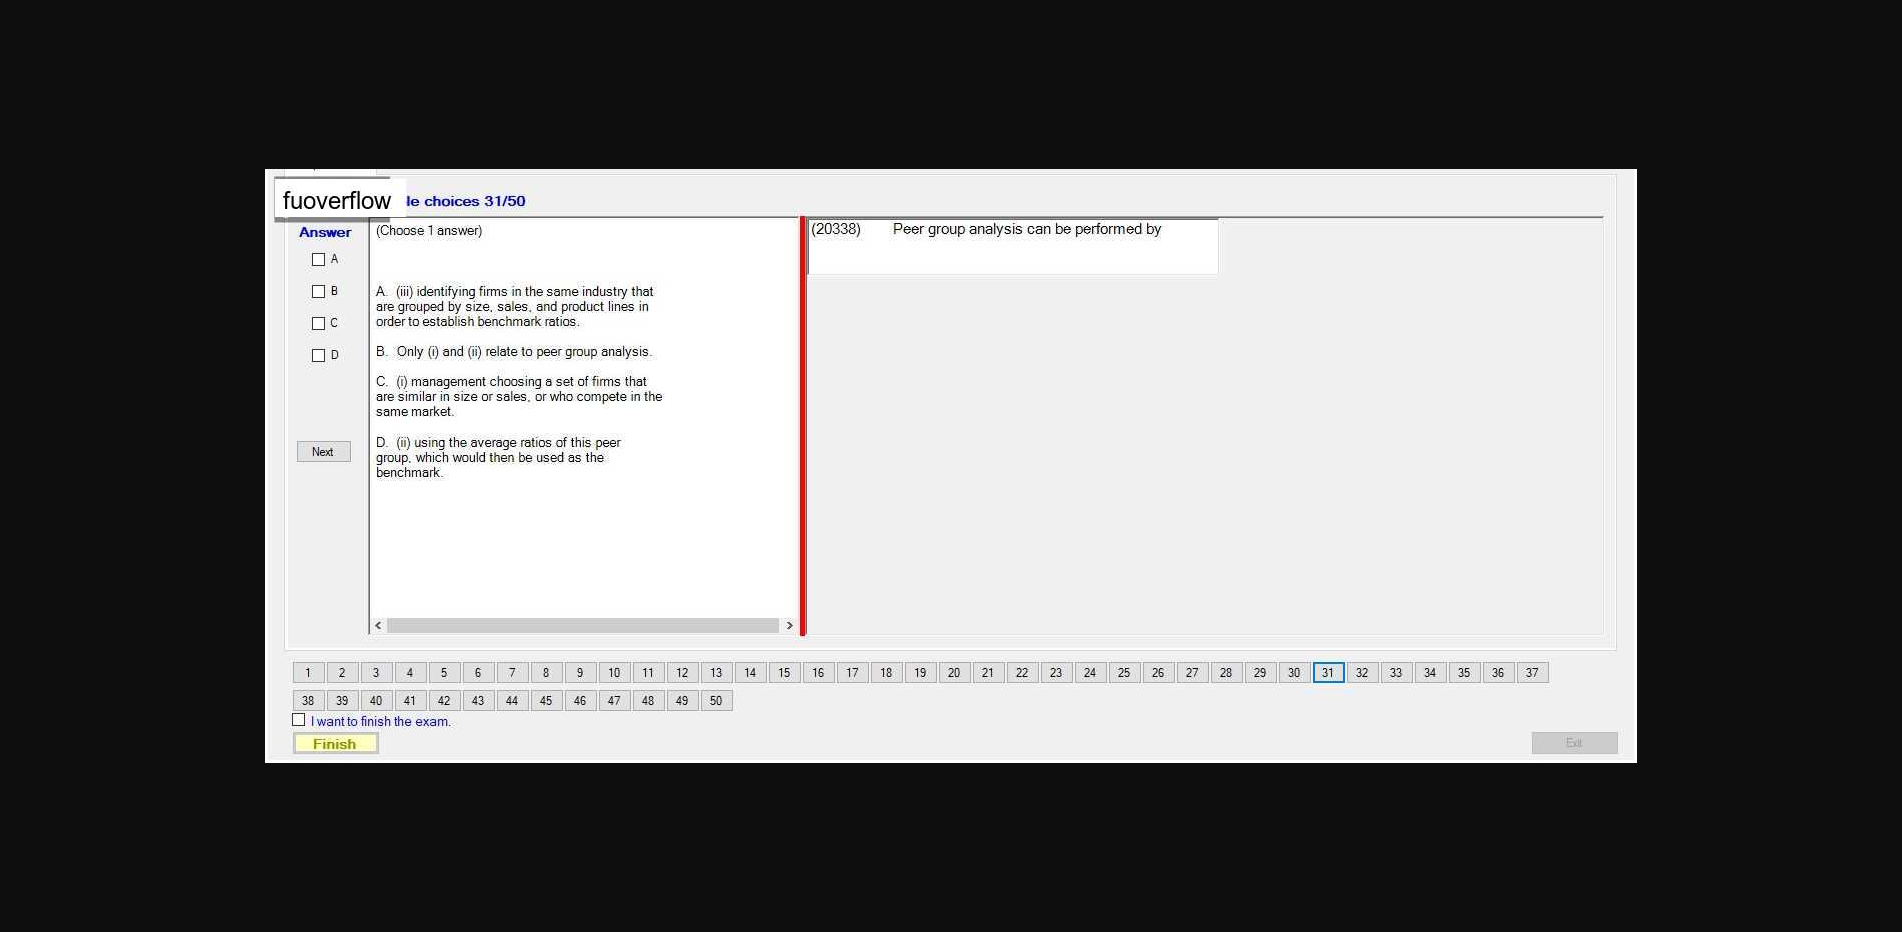 fuoverflow
le choices 31/50
Answer
(Choose 1 answer)
(20338) Peer group analysis can be performed by
A
B
C
D
A. (iii) identifying firms in the same industry that
are grouped by size, sales, and product lines in
order to establish benchmark ratios.
B. Only (i) and (ii) relate to peer group analysis.
C. (i) management choosing a set of firms that
are similar in size or sales, or who compete in the
same market.
D. (ii) using the average ratios of this peer
group, which would then be used as the
benchmark.
Next
1 2 3 4 5 6 7 8 9 10 11 12 13 14 15 16 17 18 19 20 21 22 23 24 25 26 27 28 29 30 31 32 33 34 35 36 37
38 39 40 41 42 43 44 45 46 47 48 49 50
I want to finish the exam.
Finish
Exit